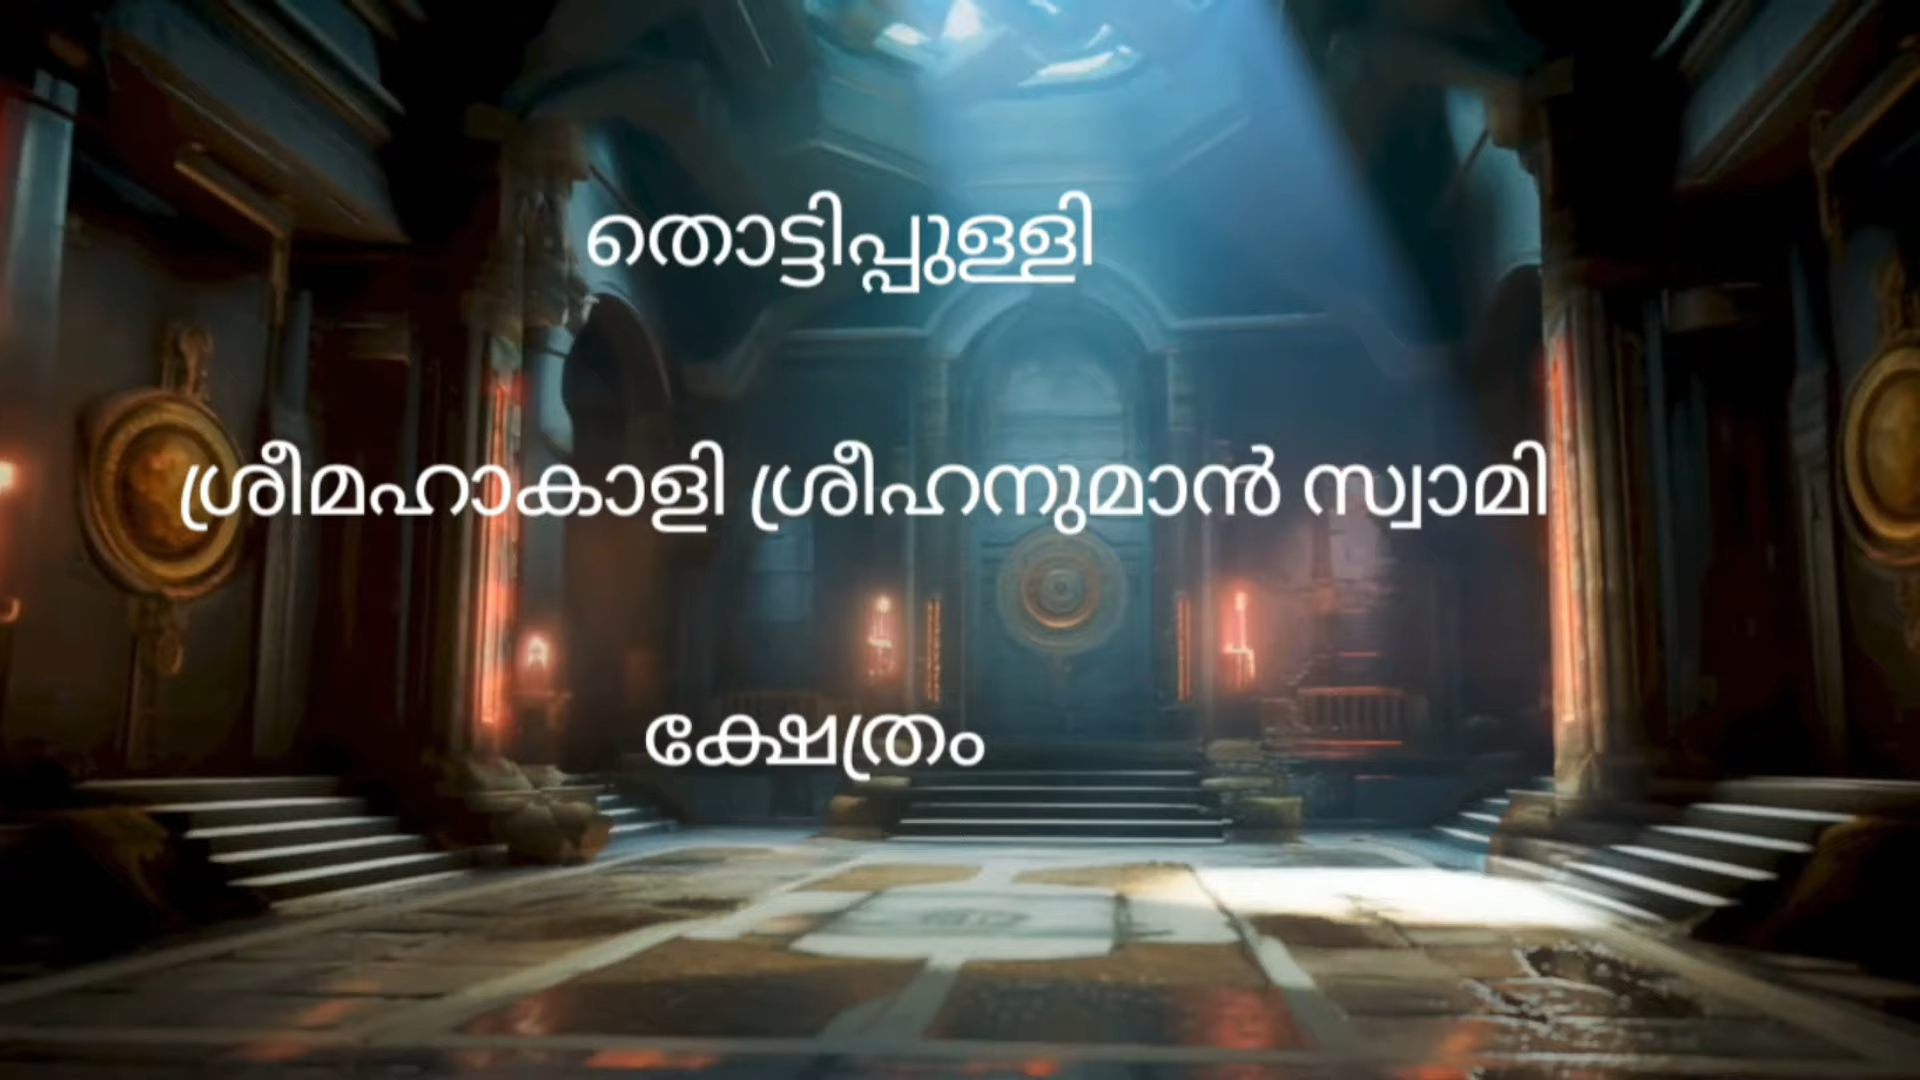 തൊട്ടിപ്പുള്ളി
ശ്രീമഹാകാളി ശ്രീഹനുമാൻ സ്വാമി
ക്ഷേത്രം